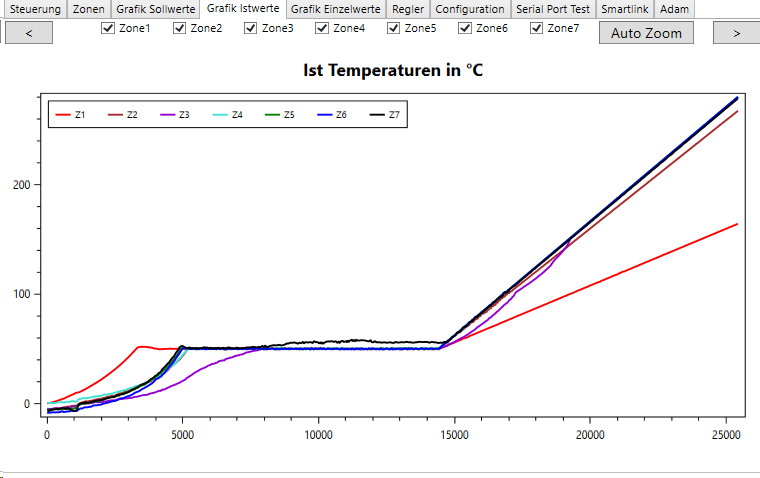 Steuerung Zonen Grafik Sollwerte Grafik Istwerte Grafik Einzelwerte Regler Configuration Serial Port Test Smartlink Adam
< Zone1 Zone2 Zone3 Zone4 Zone5 Zone6 Zone7 Auto Zoom >
Ist Temperaturen in °C
Z1 Z2 Z3 Z4 Z5 Z6 Z7
200
100
0
0 5000 10000 15000 20000 25000